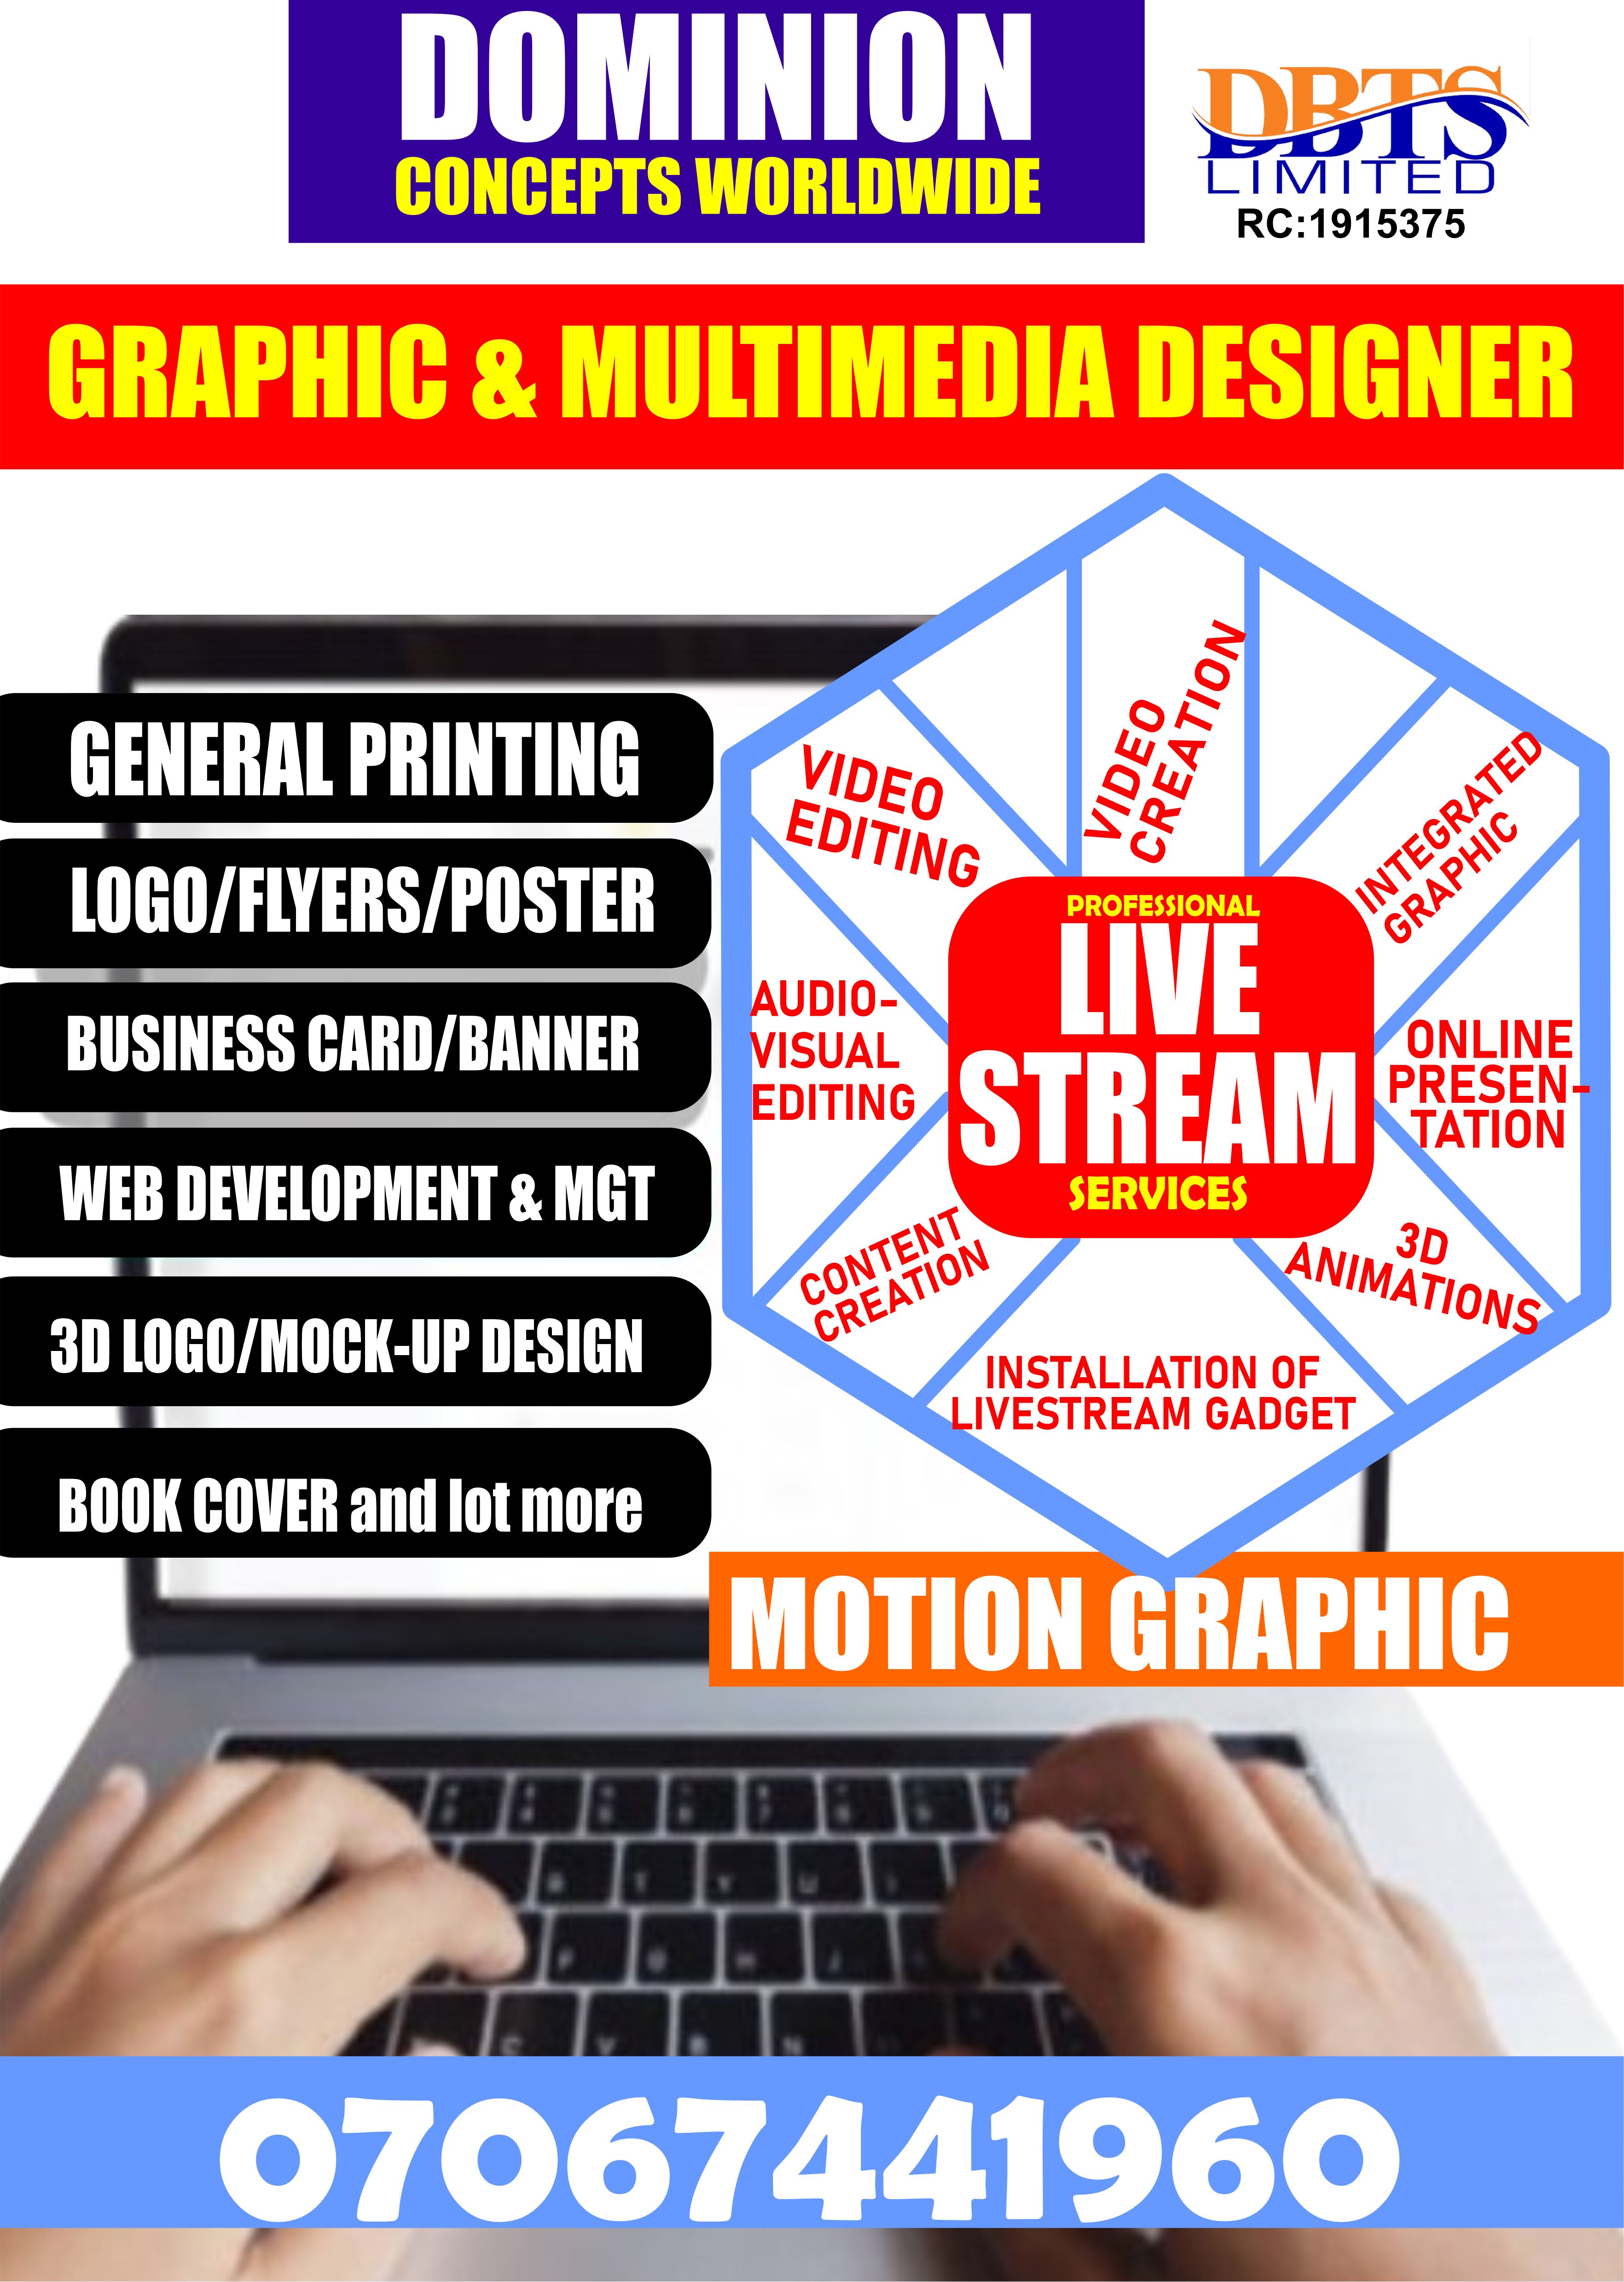 DOMINION
CONCEPTS WORLDWIDE
DBTS
LIMITED
RC:1915375
GRAPHIC & MULTIMEDIA DESIGNER
GENERAL PRINTING
LOGO/FLYERS/POSTER
BUSINESS CARD/BANNER
WEB DEVELOPMENT & MGT
3D LOGO/MOCK-UP DESIGN
BOOK COVER and lot more
VIDEO
EDITING
VIDEO
CREATION
INTEGRATED
GRAPHIC
AUDIO-
VISUAL
EDITING
PROFESSIONAL
LIVE
STREAM
SERVICES
ONLINE
PRESEN-
TATION
CONTENT
CREATION
3D
ANIMATIONS
INSTALLATION OF
LIVESTREAM GADGET
MOTION GRAPHIC
07067441960